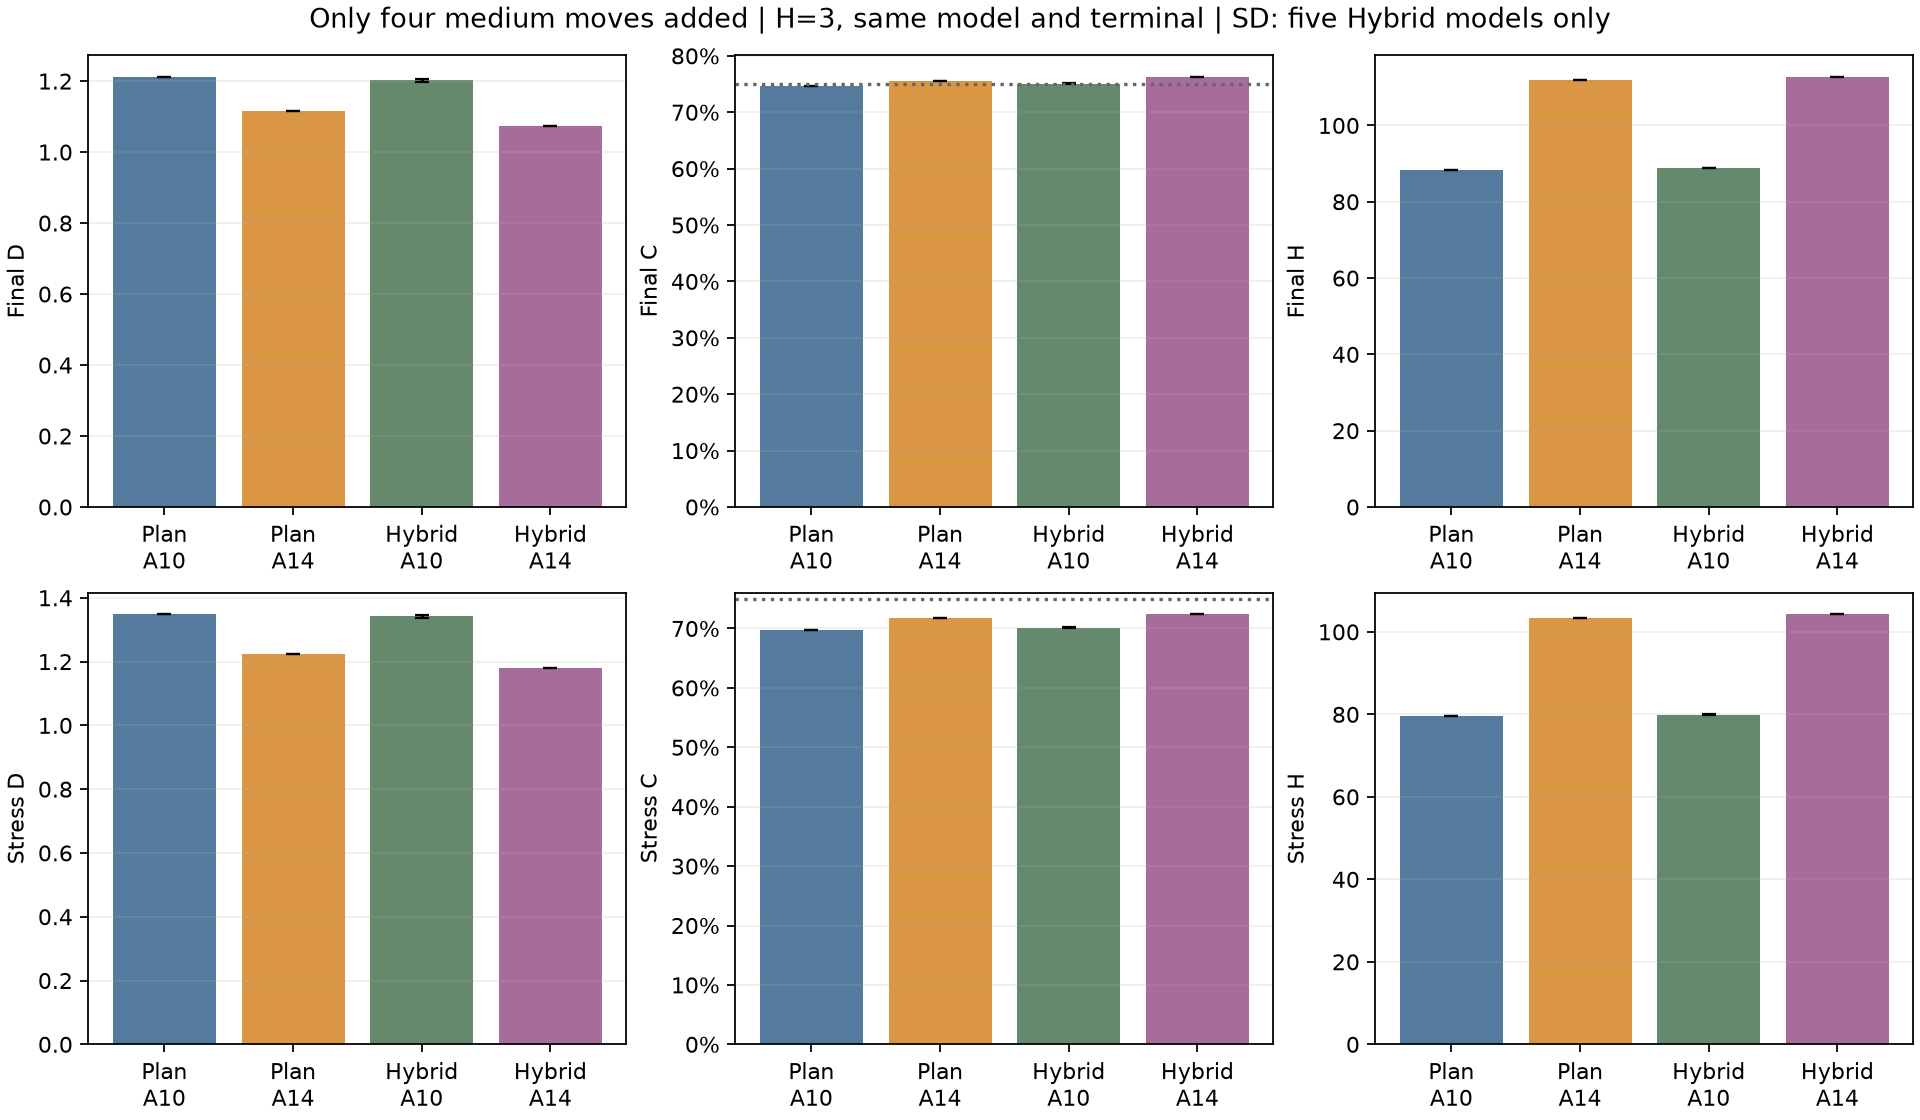 Only four medium moves added | H=3, same model and terminal | SD: five Hybrid models only
Final D
1.2
1.0
0.8
0.6
0.4
0.2
0.0
Plan A10
Plan A14
Hybrid A10
Hybrid A14
Final C
80%
70%
60%
50%
40%
30%
20%
10%
0%
Plan A10
Plan A14
Hybrid A10
Hybrid A14
Final H
100
80
60
40
20
0
Plan A10
Plan A14
Hybrid A10
Hybrid A14
Stress D
1.4
1.2
1.0
0.8
0.6
0.4
0.2
0.0
Plan A10
Plan A14
Hybrid A10
Hybrid A14
Stress C
70%
60%
50%
40%
30%
20%
10%
0%
Plan A10
Plan A14
Hybrid A10
Hybrid A14
Stress H
100
80
60
40
20
0
Plan A10
Plan A14
Hybrid A10
Hybrid A14